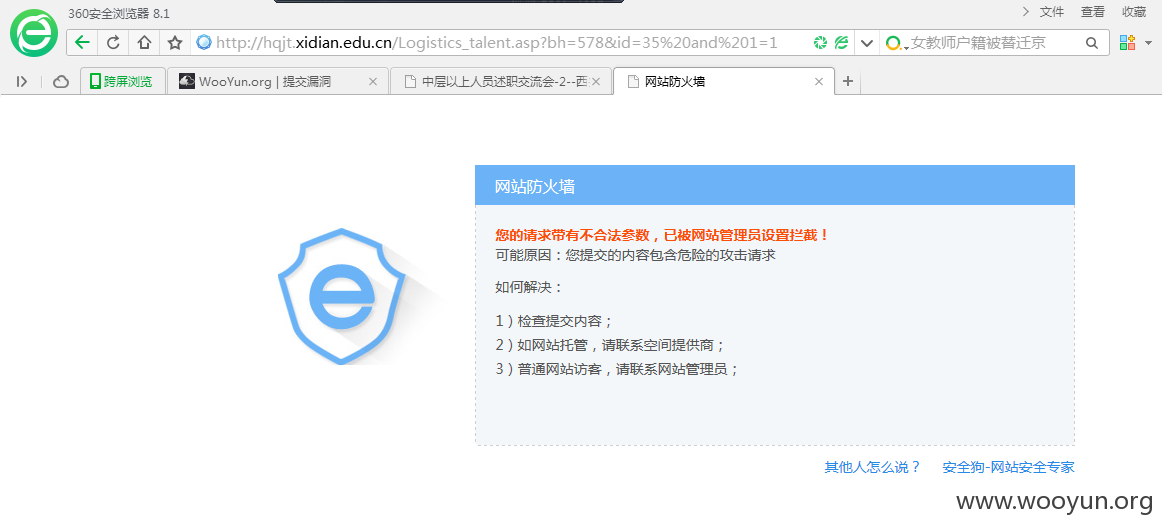 360安全浏览器 8.1
文件 查看 收藏
http://hqjt.xidian.edu.cn/Logistics_talent.asp?bh=578&id=35%20and%201=1
女教师户籍被替迁京
跨屏浏览
WooYun.org | 提交漏洞
中层以上人员述职交流会-2--西
网站防火墙
网站防火墙
您的请求带有不合法参数，已被网站管理员设置拦截！
可能原因：您提交的内容包含危险的攻击请求
如何解决：
1）检查提交内容；
2）如网站托管，请联系空间提供商；
3）普通网站访客，请联系网站管理员；
其他人怎么说？ 安全狗-网站安全专家
www.wooyun.org